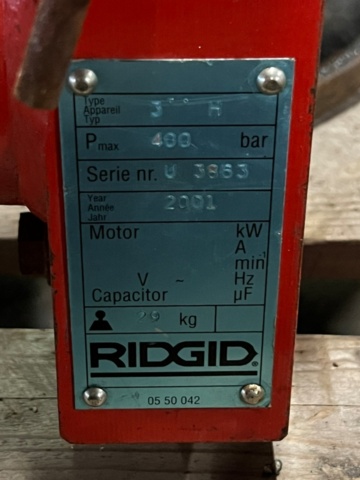 Type
Appareil
Typ
3"" H
Pmax 400 bar
Serie nr. U 3863
Year
Année
Jahr
2001
Motor kW
A
min⁻¹
V ~ Hz
Capacitor µF
kg
RIDGID®
05 50 042